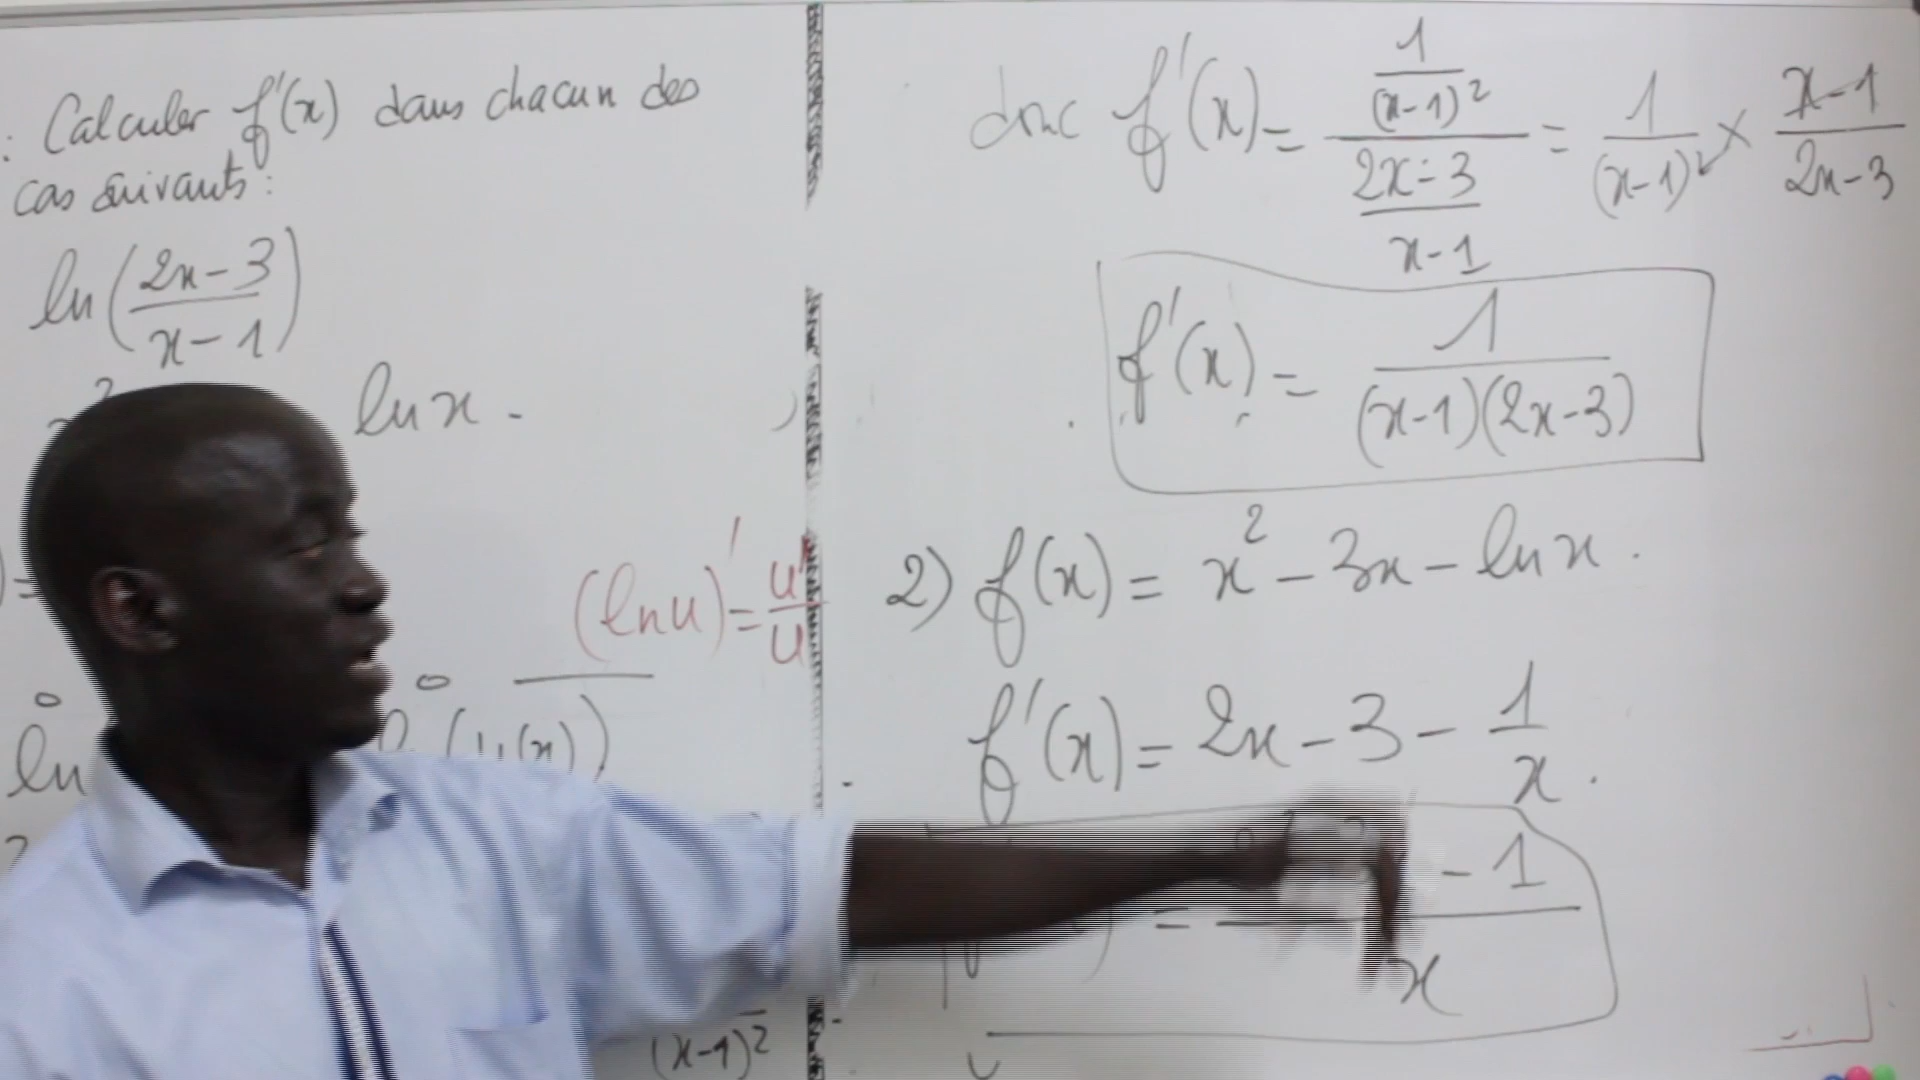 : Calculer f'(x) dans chacun des
cas suivants :
ln((2x-3)/(x-1))
ln x.
(ln u)' = u'/u
ln
(u(x))
(x-1)²
donc f'(x) = (1/(x-1)²)/((2x-3)/(x-1)) = 1/(x-1)² × (x-1)/(2x-3)
f'(x) = 1/((x-1)(2x-3))
2) f(x) = x² - 3x - ln x.
f'(x) = 2x - 3 - 1/x.
= - 1
x